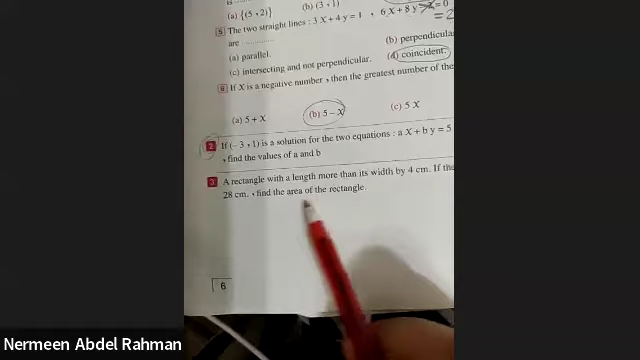 is
(a) {(5 , 2)}
(b) (3 , 1)
5 The two straight lines : 3 X + 4 y = 1 , 6 X + 8 y = 0
= 2
are ..............
(a) parallel.
(b) perpendicular
(c) intersecting and not perpendicular.
(d) coincident.
6 If X is a negative number , then the greatest number of the
(a) 5 + X
(b) 5 – X
(c) 5 X
2 If (– 3 , 1) is a solution for the two equations : a X + b y = 5
, find the values of a and b
3 A rectangle with a length more than its width by 4 cm. If the
28 cm. , find the area of the rectangle.
6
Nermeen Abdel Rahman